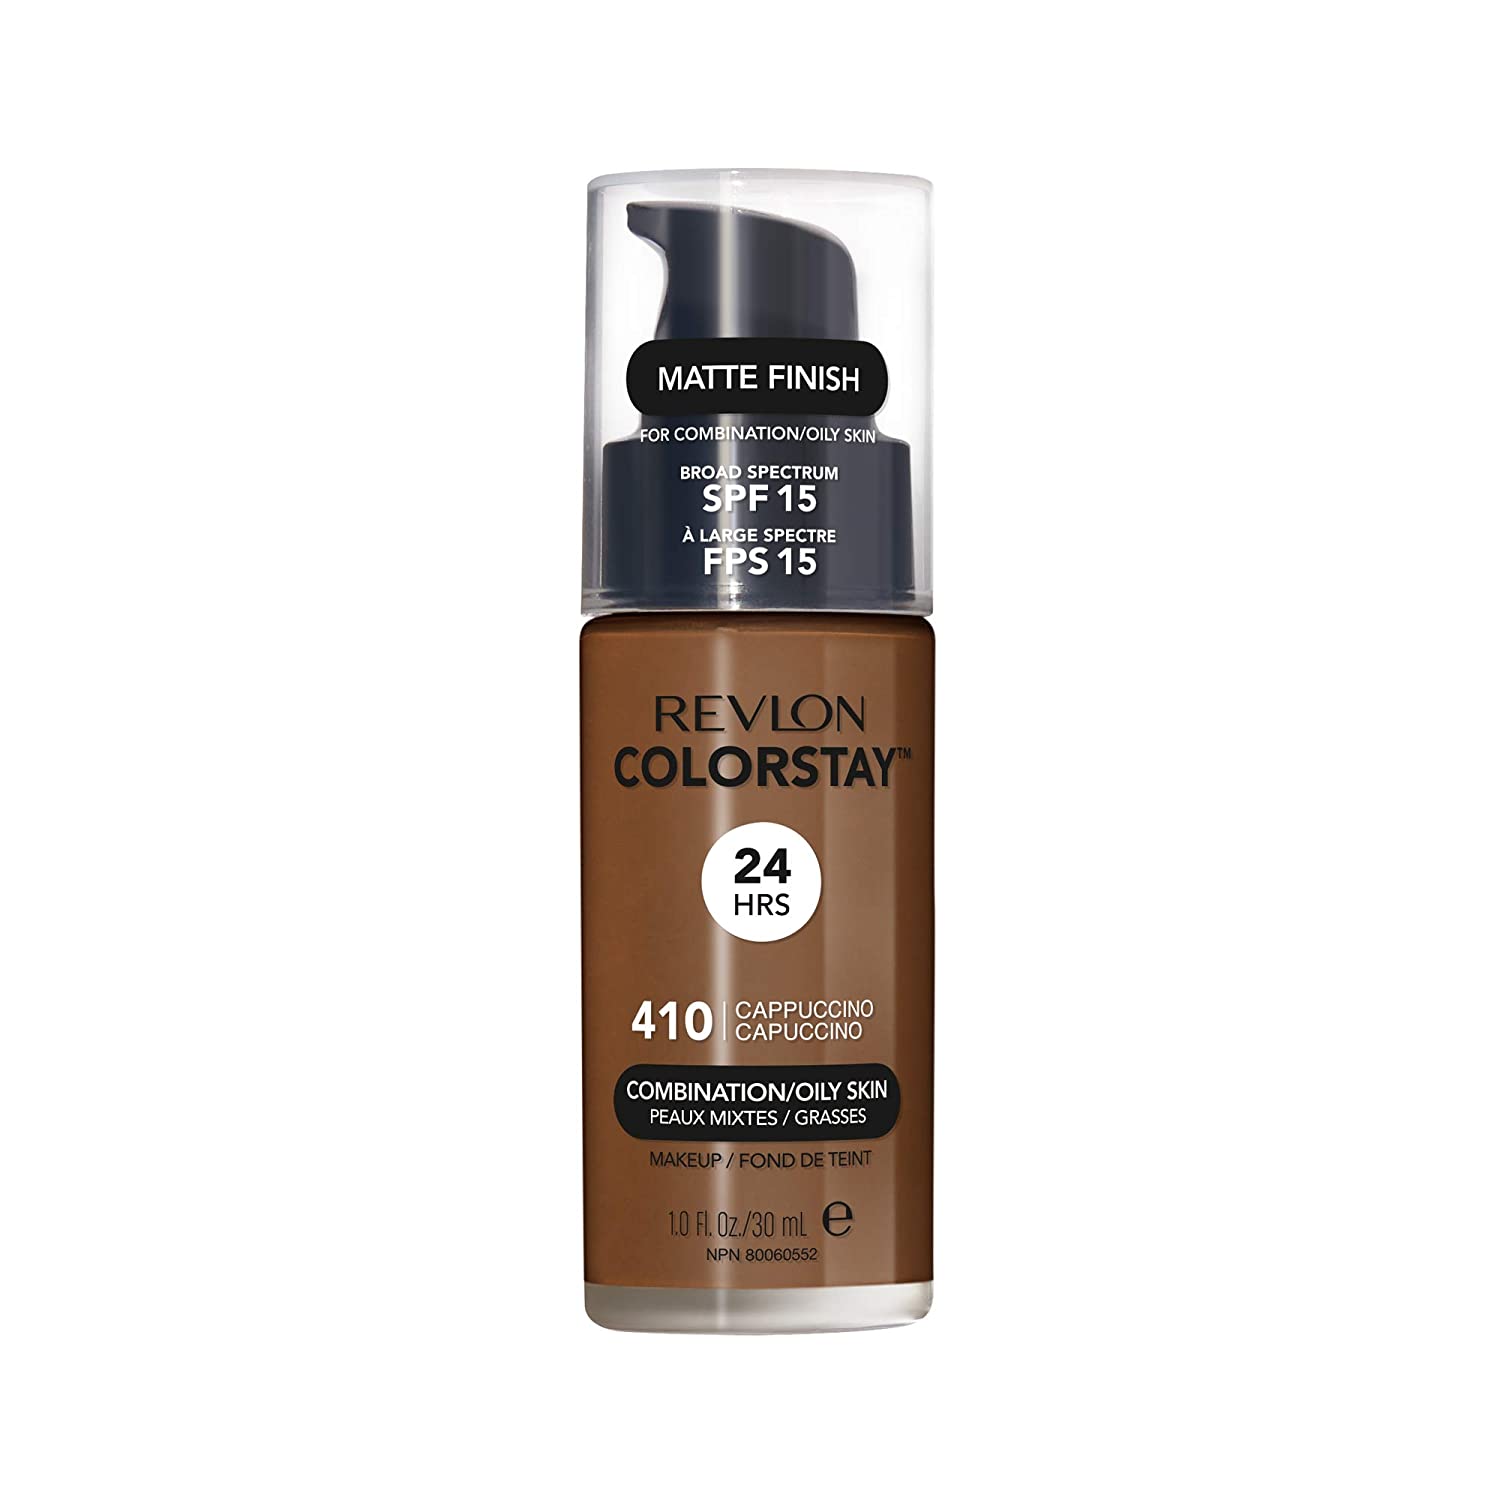 MATTE FINISH
FOR COMBINATION/OILY SKIN
BROAD SPECTRUM
SPF 15
À LARGE SPECTRE
FPS 15
REVLON
COLORSTAY™
24
HRS
410 | CAPPUCCINO
CAPUCCINO
COMBINATION/OILY SKIN
PEAUX MIXTES / GRASSES
MAKEUP / FOND DE TEINT
1.0 Fl. Oz./30 mL ℮
NPN 80060552